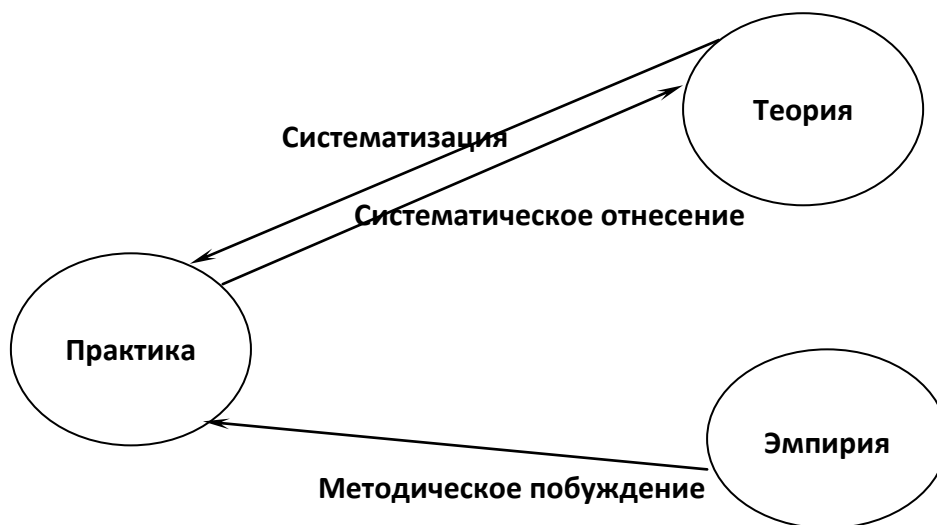 Теория
Систематизация
Систематическое отнесение
Практика
Эмпирия
Методическое побуждение